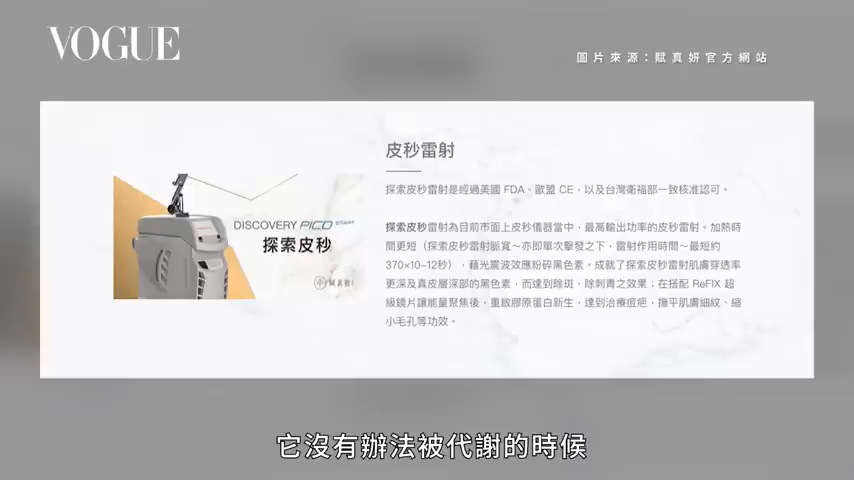 VOGUE
圖片來源：賦真妍官方網站
皮秒雷射
探索皮秒雷射是經過美國 FDA、歐盟 CE，以及台灣衛福部一致核准認可。
探索皮秒雷射為目前市面上皮秒儀器當中，最高輸出功率的皮秒雷射。加熱時
間更短（探索皮秒雷射脈寬～亦即單次擊發之下，雷射作用時間～最短約
370×10−12秒），藉光震波效應粉碎黑色素。成就了探索皮秒雷射肌膚穿透率
更深及真皮層深部的黑色素，而達到除斑、除刺青之效果；在搭配 ReFIX 超
級鏡片讓能量聚焦後，重啟膠原蛋白新生，達到治療痘疤、撫平肌膚細紋、縮
小毛孔等功效。
DISCOVERY PICO
探索皮秒
它沒有辦法被代謝的時候